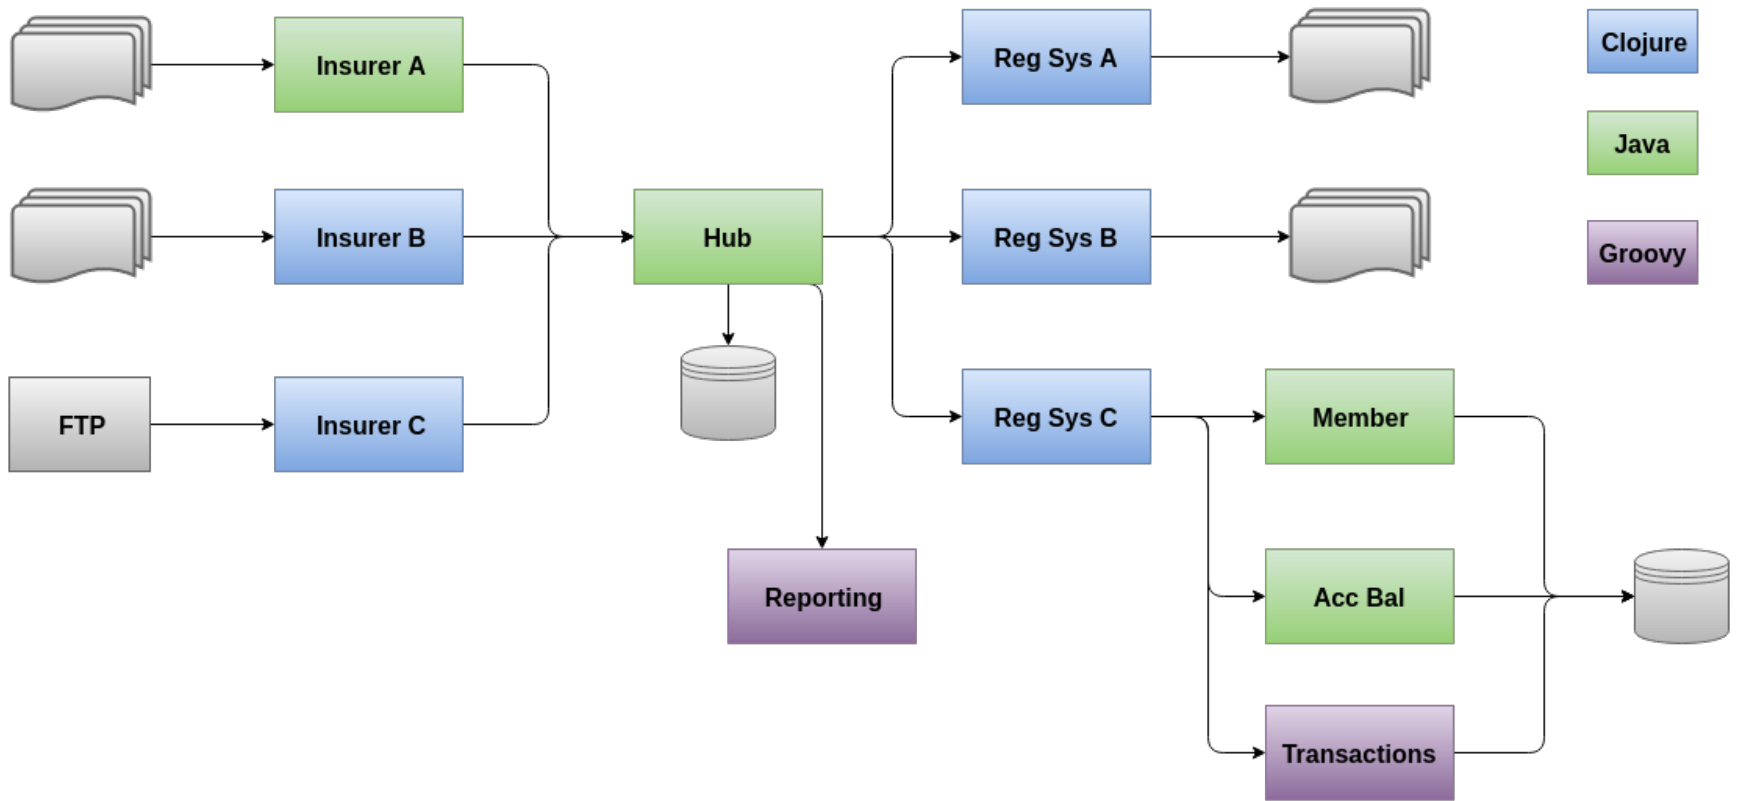 Insurer A
Reg Sys A
Clojure
Java
Insurer B
Hub
Reg Sys B
Groovy
FTP
Insurer C
Reg Sys C
Member
Reporting
Acc Bal
Transactions